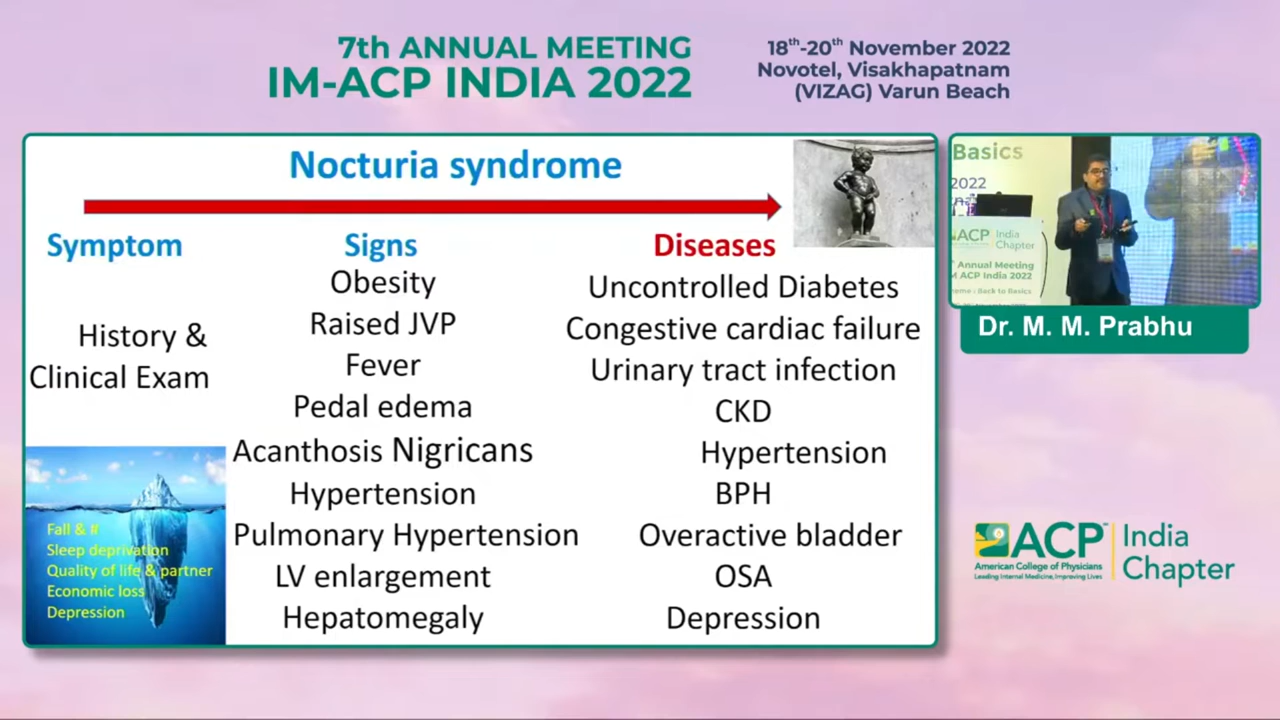 7th ANNUAL MEETING
IM-ACP INDIA 2022
18th-20th November 2022
Novotel, Visakhapatnam
(VIZAG) Varun Beach
Nocturia syndrome
Symptom
History &
Clinical Exam
Fall & #
Sleep deprivation
Quality of life & partner
Economic loss
Depression
Signs
Obesity
Raised JVP
Fever
Pedal edema
Acanthosis Nigricans
Hypertension
Pulmonary Hypertension
LV enlargement
Hepatomegaly
Diseases
Uncontrolled Diabetes
Congestive cardiac failure
Urinary tract infection
CKD
Hypertension
BPH
Overactive bladder
OSA
Depression
Basics
2022
ACP India
Chapter
Annual Meeting
ACP India 2022
Back to Basics
Dr. M. M. Prabhu
ACP India
Chapter
American College of Physicians
Leading Internal Medicine, Improving Lives